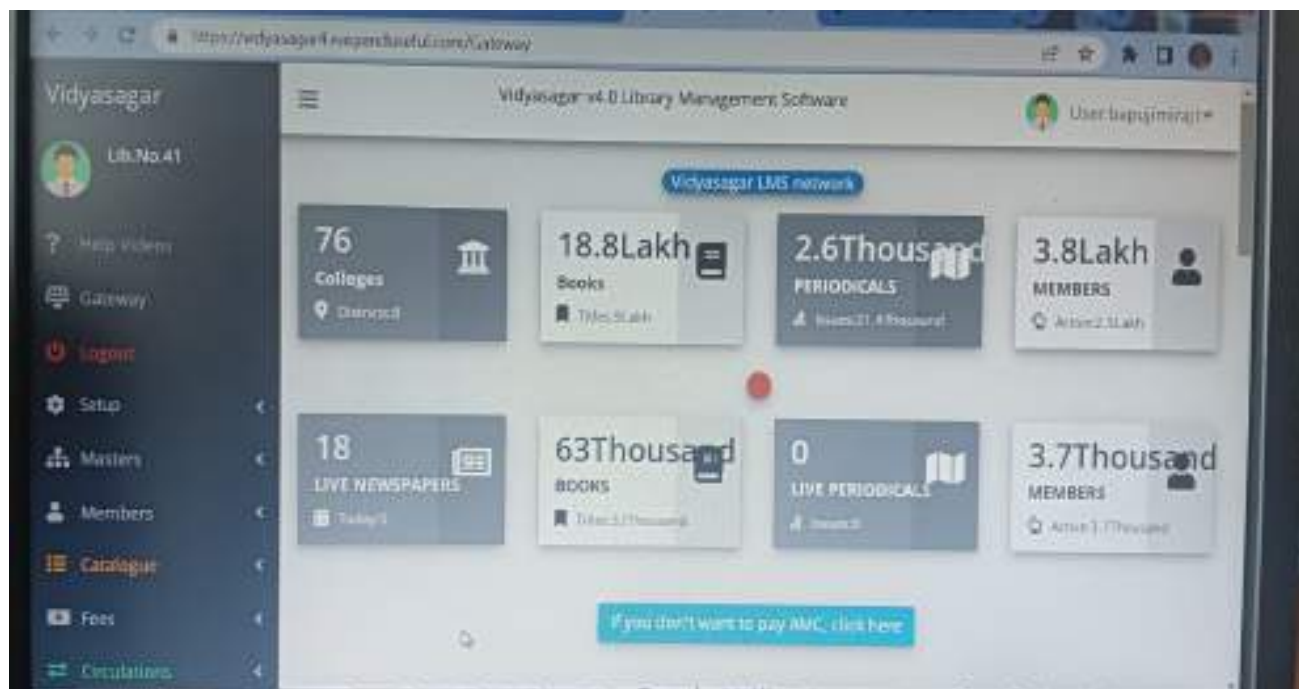 Vidyasagar
Vidyasagar v4.0 Library Management Software
Lib.No.41
Vidyasagar LMS network
? Help Videos
Gateway
Logout
Setup
Masters
Members
Catalogue
Fees
Circulations
76
Colleges
18.8Lakh
Books
2.6Thousand
PERIODICALS
3.8Lakh
MEMBERS
18
LIVE NEWSPAPERS
63Thousand
BOOKS
0
LIVE PERIODICALS
3.7Thousand
MEMBERS
If you don't want to pay AMC, click here